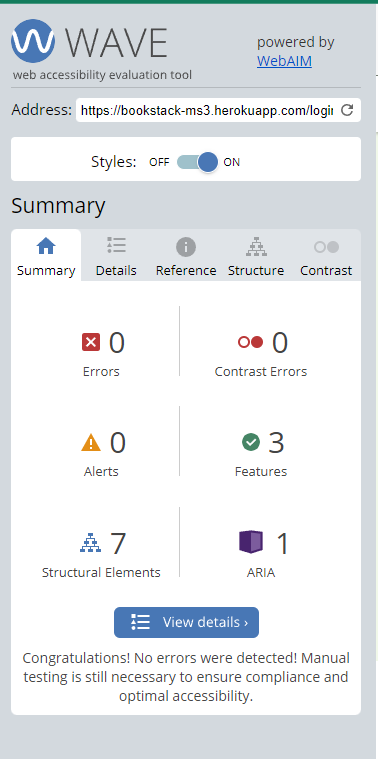 WAVE
web accessibility evaluation tool
powered by
WebAIM
Address: https://bookstack-ms3.herokuapp.com/login
Styles: OFF ON
Summary
Summary Details Reference Structure Contrast
0 0
Errors Contrast Errors
0 3
Alerts Features
7 1
Structural Elements ARIA
View details ›
Congratulations! No errors were detected! Manual
testing is still necessary to ensure compliance and
optimal accessibility.